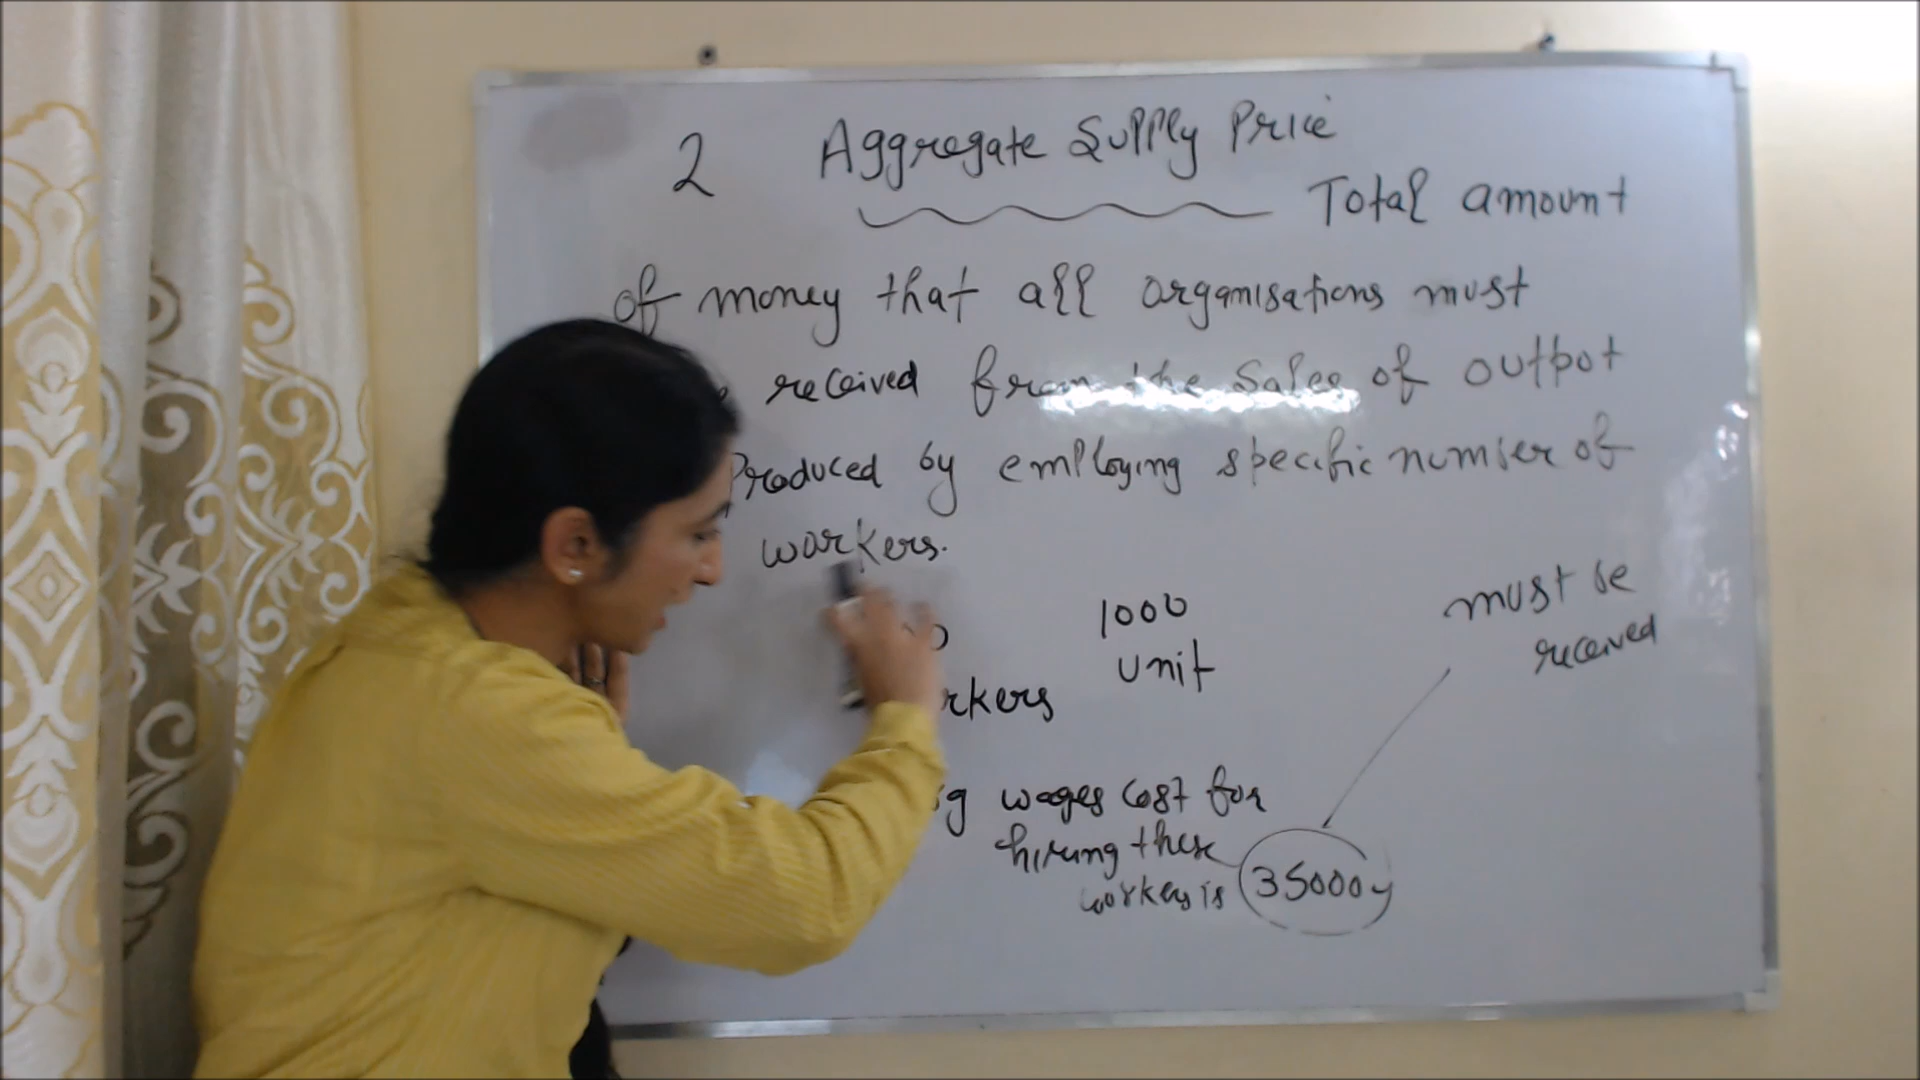 2 Aggregate Supply Price
Total amount
of money that all organisations must
received from the Sales of output
Produced by employing specific number of
workers.
1000
unit
must be
received
wages cost for
hiring these
workers is 35000